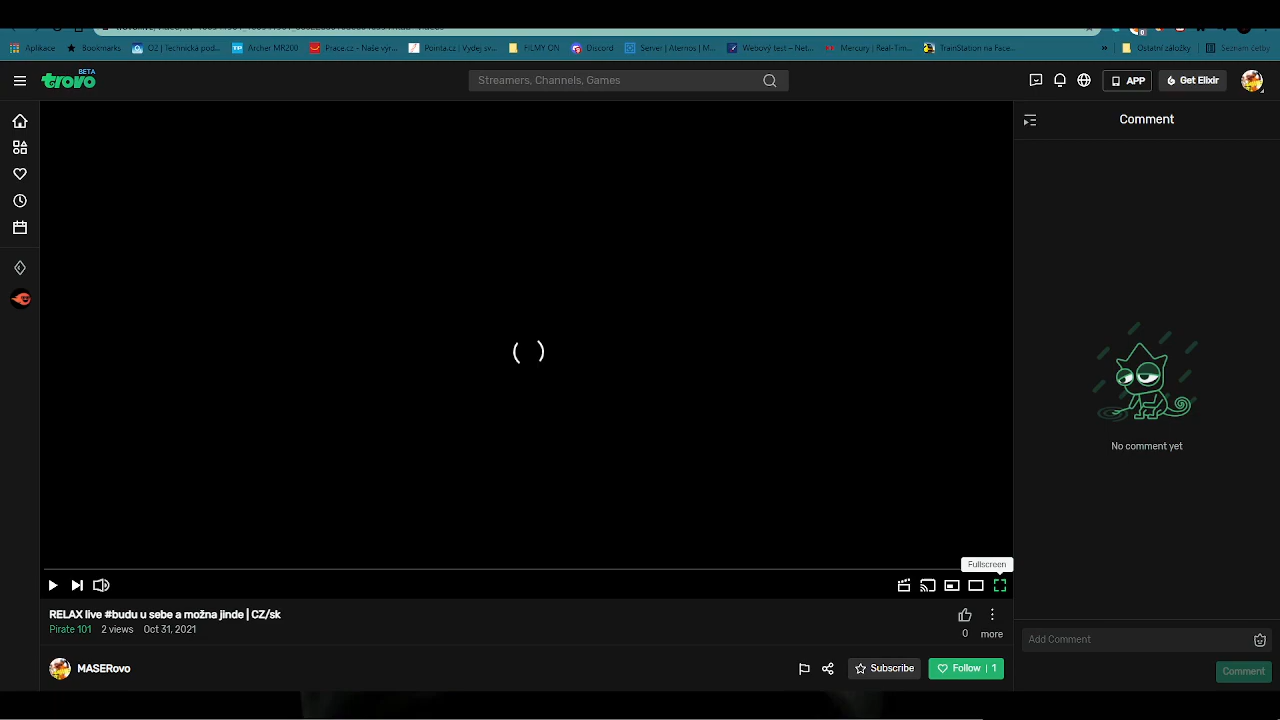 Aplikace Bookmarks O2 | Technická pod... Archer MR200 Prace.cz - Naše výr... Pointa.cz | Vydej sv... FILMY ON Discord Server | Aternos | M... Webový test – Net... Mercury | Real-Tim... TrainStation na Face... » Ostatní záložky Seznam četby
trovo BETA
Streamers, Channels, Games
APP
Get Elixir
Comment
No comment yet
Fullscreen
RELAX live #budu u sebe a možna jinde | CZ/sk
Pirate 101 2 views Oct 31, 2021
0 more
MASERovo
Subscribe
Follow | 1
Add Comment
Comment